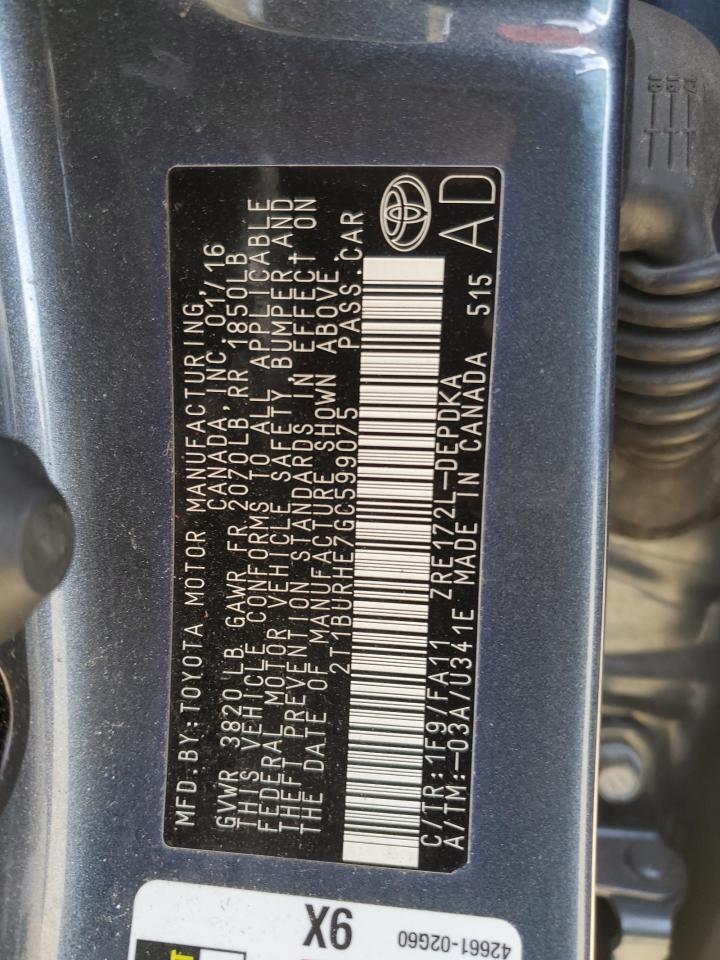 MFD.BY:TOYOTA MOTOR MANUFACTURING,
CANADA,INC. 01/16
GVWR 3820LB GAWR FR 2070LB RR 1850LB
THIS VEHICLE CONFORMS TO ALL APPLICABLE
FEDERAL MOTOR VEHICLE SAFETY, BUMPER,AND
THEFT PREVENTION STANDARDS IN EFFECT ON
THE DATE OF MANUFACTURE SHOWN ABOVE.
2T1BURHE7GC599075 PASS.CAR
C/TR:1F9/FA11 ZRE172L-DEPDKA
A/TM:-03A/U341E MADE IN CANADA 515
AD
9X
42661-02G60